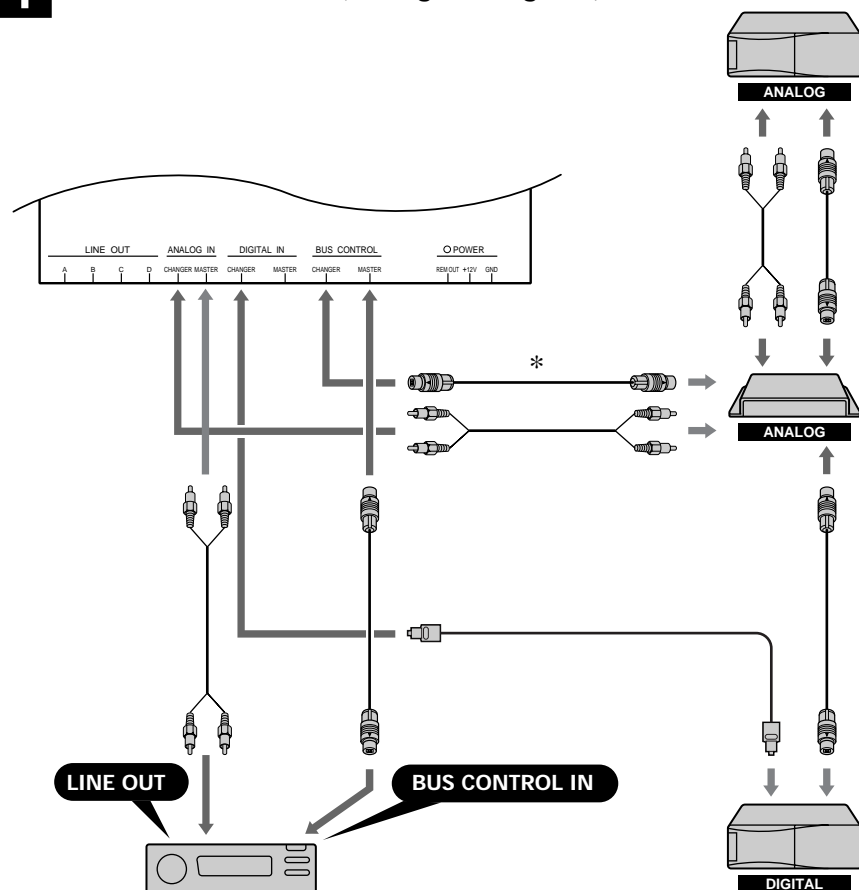 ANALOG
LINE OUT ANALOG IN DIGITAL IN BUS CONTROL POWER
A B C D CHANGER MASTER CHANGER MASTER CHANGER MASTER REM OUT +12V GND
*
ANALOG
LINE OUT
BUS CONTROL IN
DIGITAL